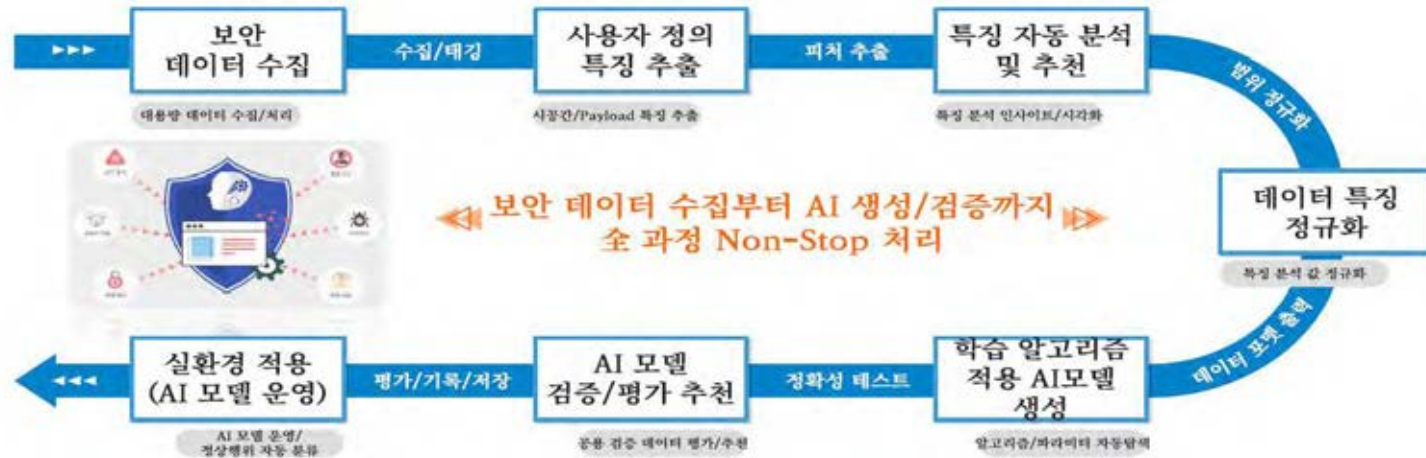 보안
데이터 수집
수집/태깅
사용자 정의
특징 추출
피처 추출
특징 자동 분석
및 추천
범위 정규화
대용량 데이터 수집/처리
시공간/Payload 특징 추출
특징 분석 인사이트/시각화
보안 데이터 수집부터 AI 생성/검증까지
全 과정 Non-Stop 처리
데이터 특징
정규화
특징 분석 값 정규화
데이터 포맷 출력
학습 알고리즘
적용 AI모델
생성
정확성 테스트
AI 모델
검증/평가 추천
평가/기록/저장
실환경 적용
(AI 모델 운영)
알고리즘/파라미터 자동탐색
공용 검증 데이터 평가/추천
AI 모델 운영/
정상행위 자동 분류